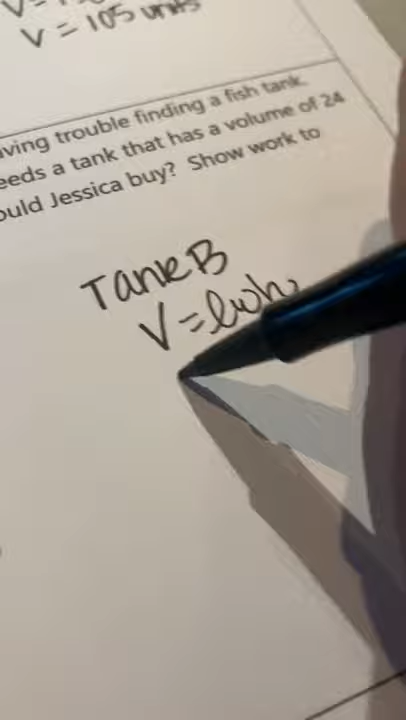 V =
V = 105 units
ving trouble finding a fish tank.
eeds a tank that has a volume of 24
ould Jessica buy? Show work to
Tank B
V = lwh